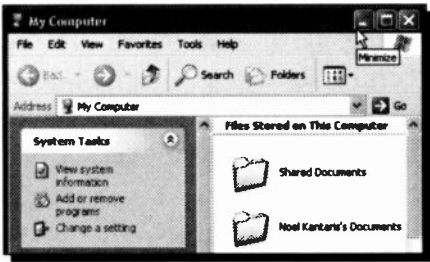 My Computer
File Edit View Favorites Tools Help
Minimize
Back Search Folders
Address My Computer Go
System Tasks
View system
information
Add or remove
programs
Change a setting
Files Stored on This Computer
Shared Documents
Noel Kantaris's Documents